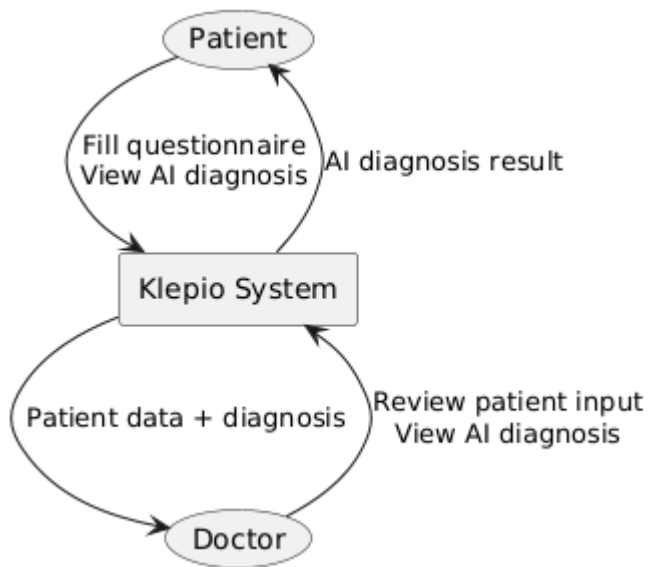 Patient
Fill questionnaire
View AI diagnosis
AI diagnosis result
Klepio System
Patient data + diagnosis
Review patient input
View AI diagnosis
Doctor